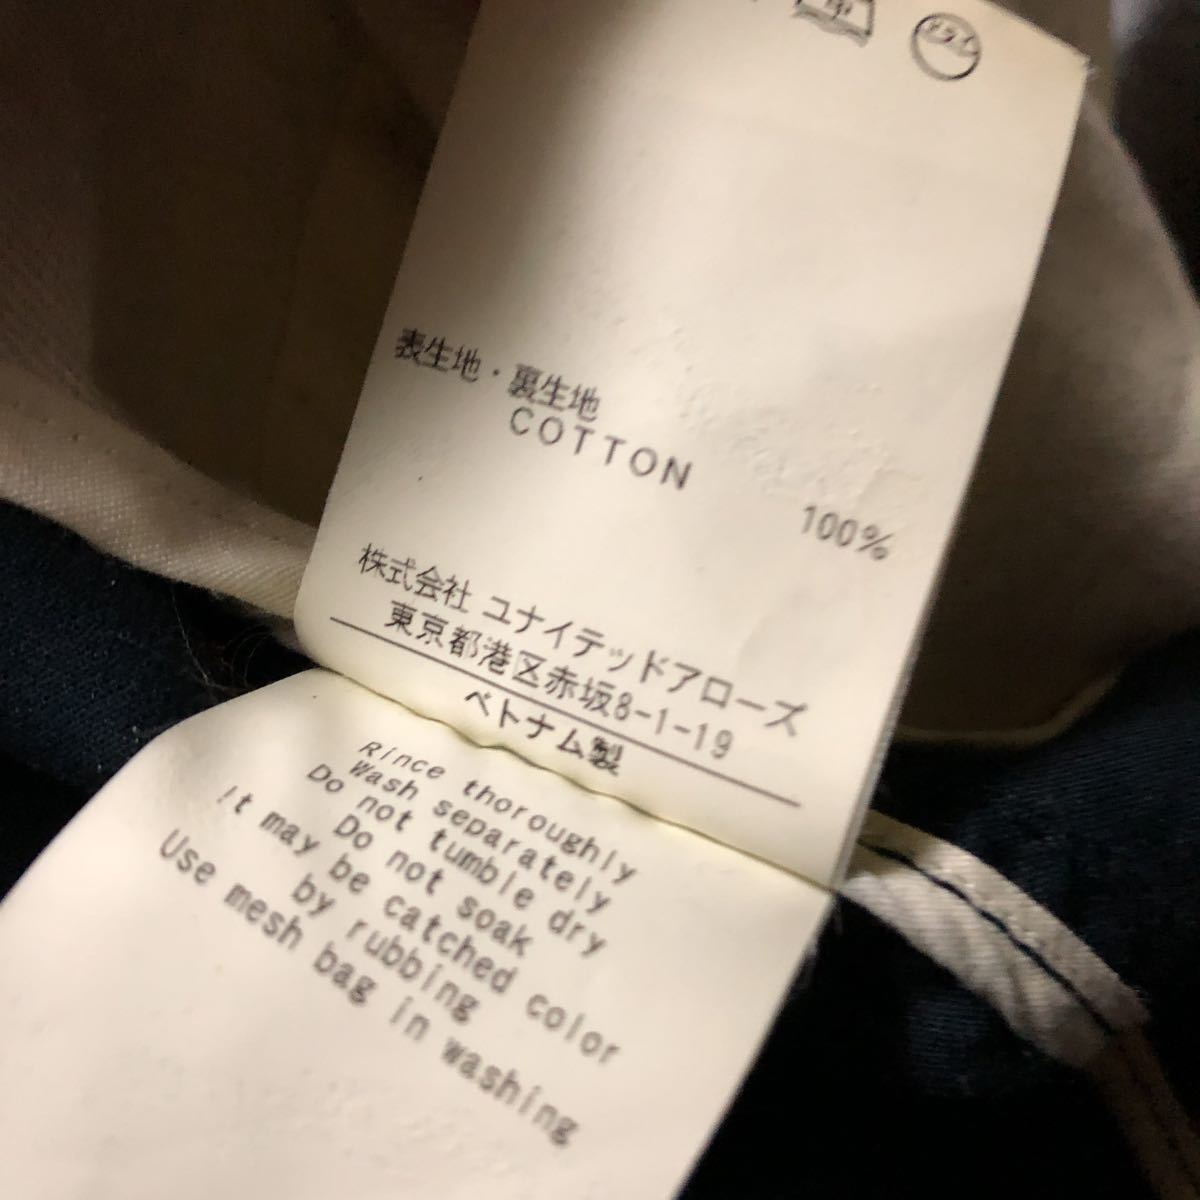 表生地・裏生地
COTTON
100%
株式会社 ユナイテッドアローズ
東京都港区赤坂8-1-19
ベトナム製
Rince thoroughly
Wash separately
Do not tumble dry
Do not soak
It may be catched color
by rubbing
Use mesh bag in washing